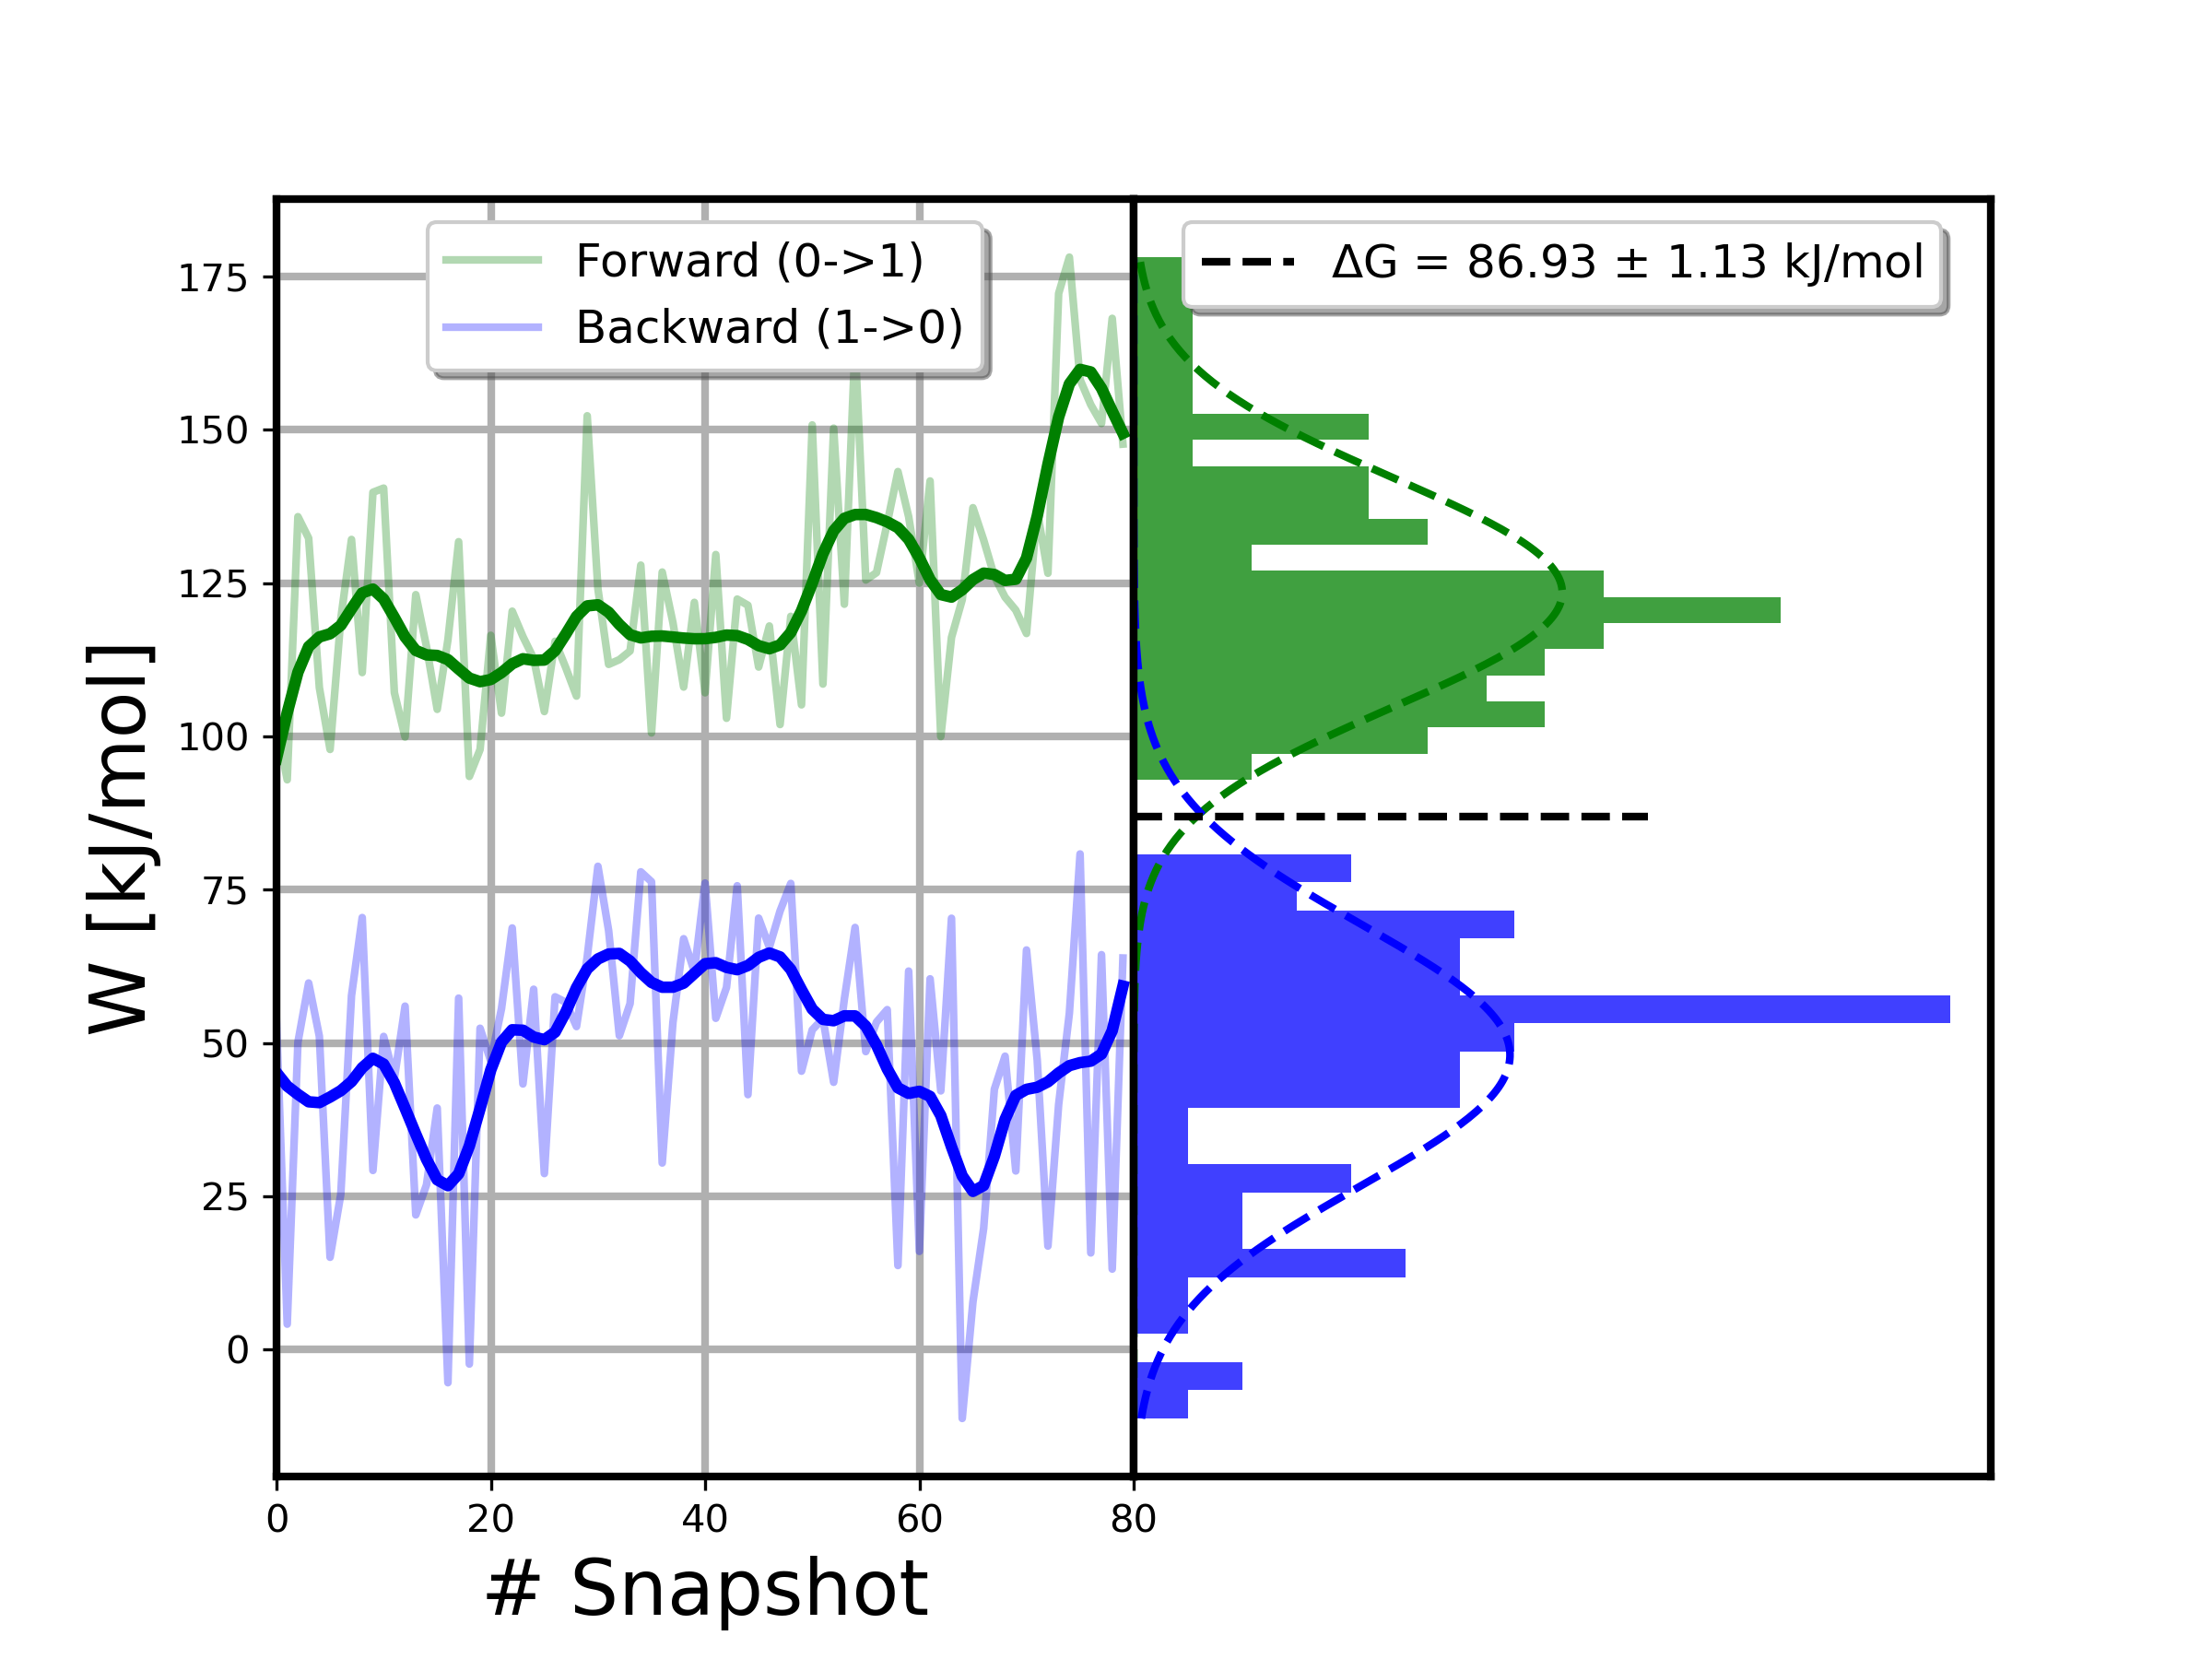 Forward (0->1)
Backward (1->0)
ΔG = 86.93 ± 1.13 kJ/mol
W [kJ/mol]
175
150
125
100
75
50
25
0
0 20 40 60 80
# Snapshot